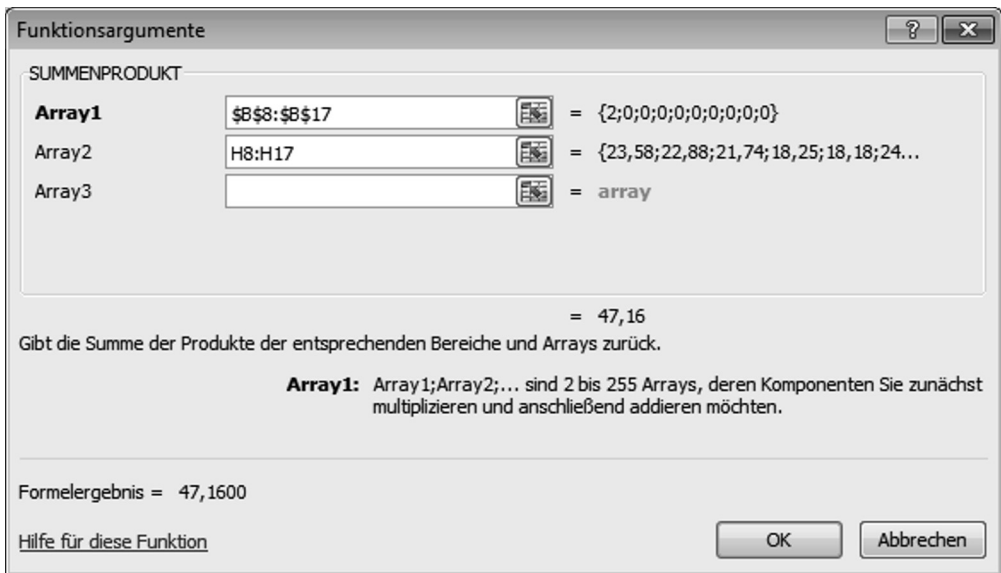 Funktionsargumente ?
SUMMENPRODUKT
Array1 $B$8:$B$17 = {2;0;0;0;0;0;0;0;0;0}
Array2 H8:H17 = {23,58;22,88;21,74;18,25;18,18;24...
Array3 = array
= 47,16
Gibt die Summe der Produkte der entsprechenden Bereiche und Arrays zurück.
Array1: Array1;Array2;... sind 2 bis 255 Arrays, deren Komponenten Sie zunächst
multiplizieren und anschließend addieren möchten.
Formelergebnis = 47,1600
Hilfe für diese Funktion OK Abbrechen